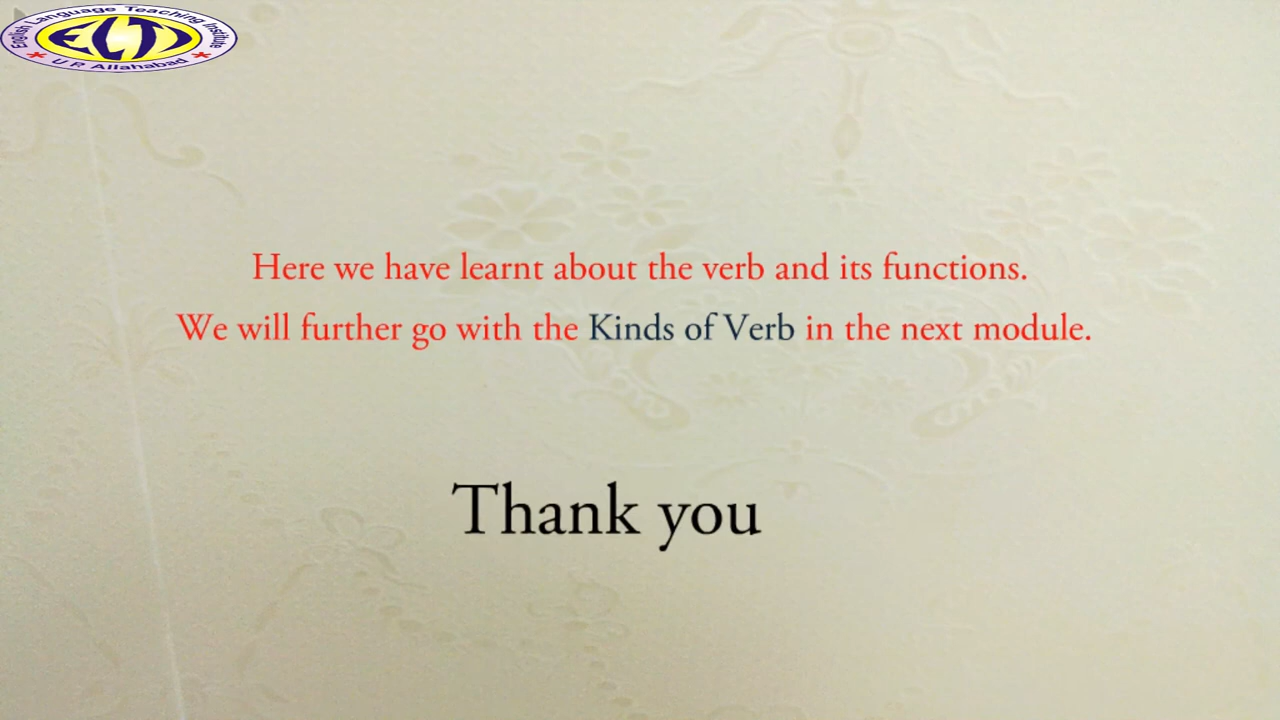 English Language Teaching Institute
ELTI
U P Allahabad
Here we have learnt about the verb and its functions.
We will further go with the Kinds of Verb in the next module.
Thank you